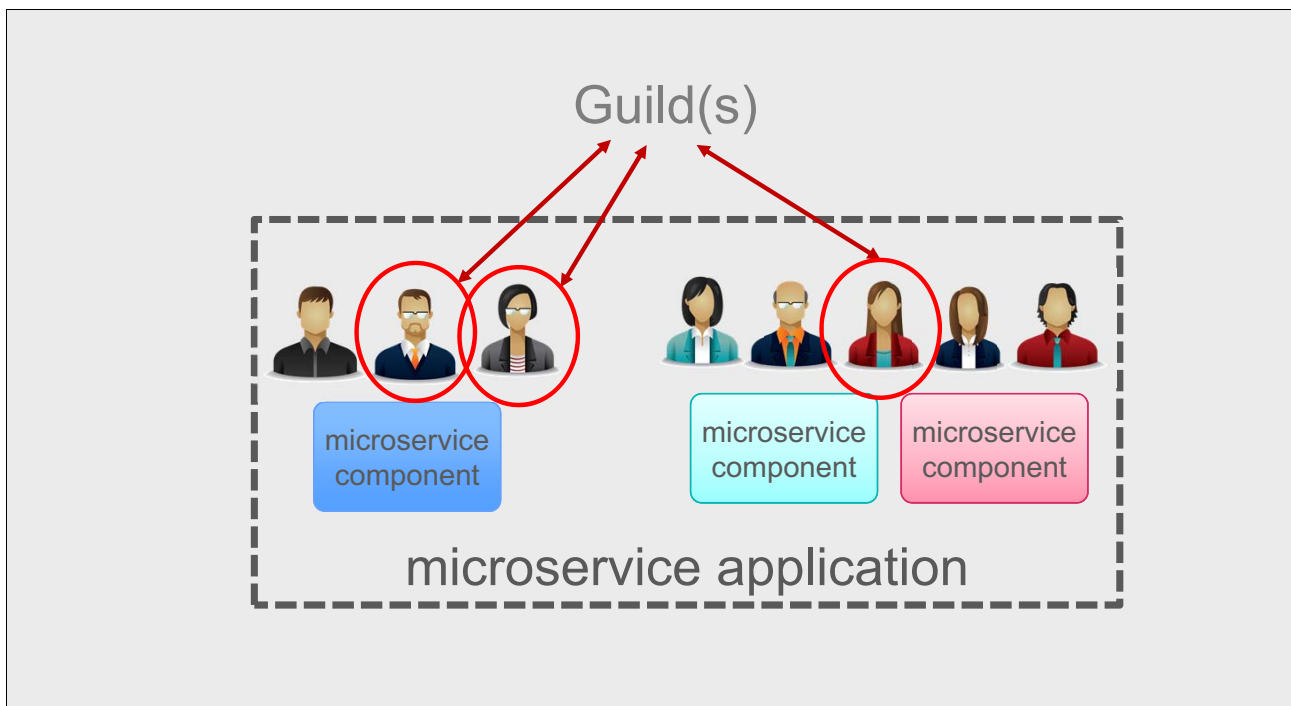 Guild(s)
microservice
component
microservice
component
microservice
component
microservice application